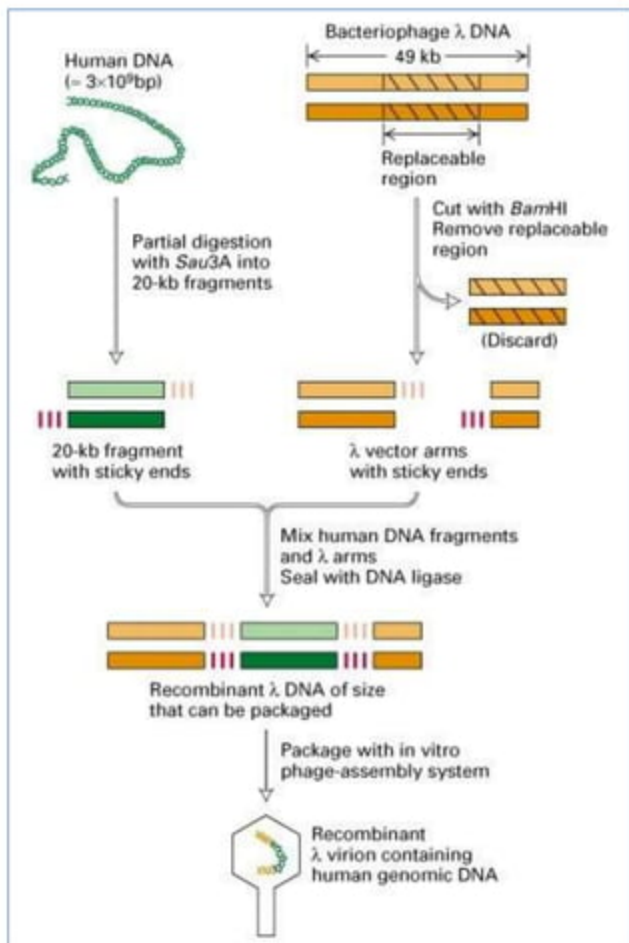 Human DNA
(~ 3×10⁹bp)
Bacteriophage λ DNA
49 kb
Replaceable
region
Partial digestion
with Sau3A into
20-kb fragments
Cut with BamHI
Remove replaceable
region
(Discard)
20-kb fragment
with sticky ends
λ vector arms
with sticky ends
Mix human DNA fragments
and λ arms
Seal with DNA ligase
Recombinant λ DNA of size
that can be packaged
Package with in vitro
phage-assembly system
Recombinant
λ virion containing
human genomic DNA